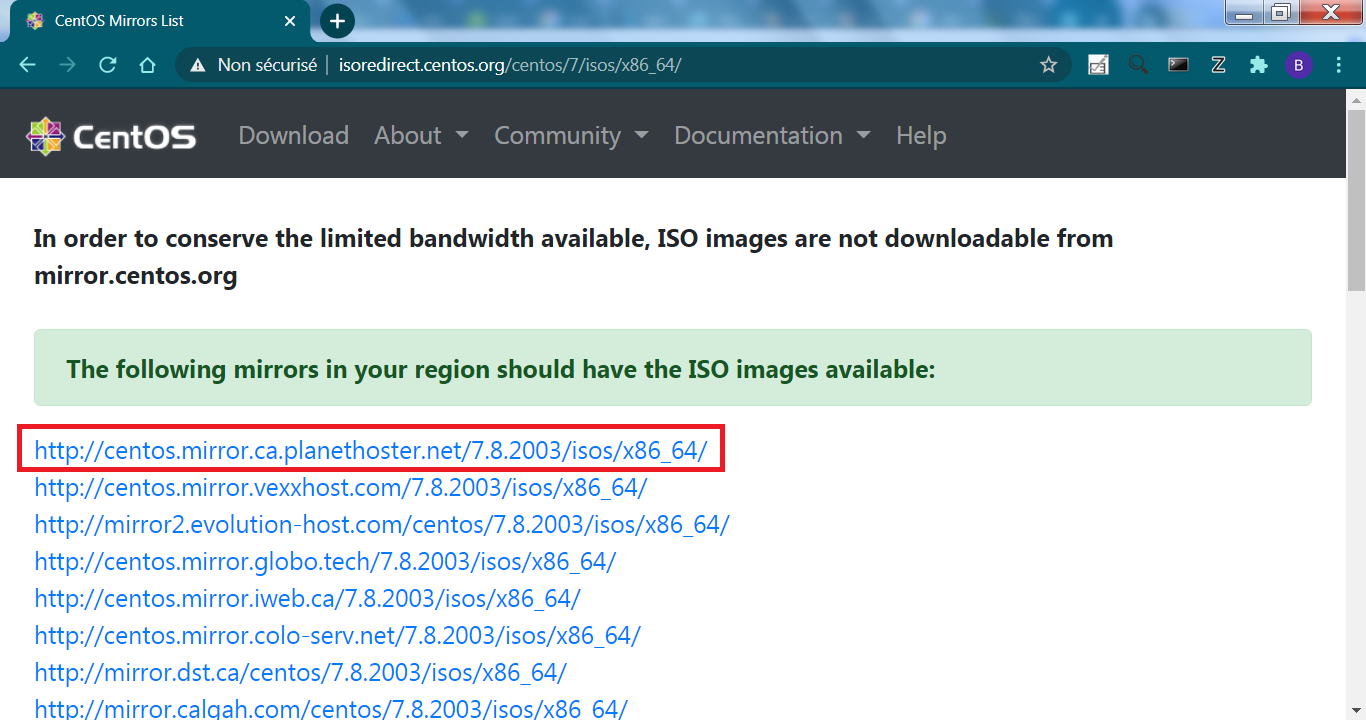 CentOS Mirrors List
Non sécurisé | isoredirect.centos.org/centos/7/isos/x86_64/
B
CentOS Download About Community Documentation Help
In order to conserve the limited bandwidth available, ISO images are not downloadable from
mirror.centos.org
The following mirrors in your region should have the ISO images available:
http://centos.mirror.ca.planethoster.net/7.8.2003/isos/x86_64/
http://centos.mirror.vexxhost.com/7.8.2003/isos/x86_64/
http://mirror2.evolution-host.com/centos/7.8.2003/isos/x86_64/
http://centos.mirror.globo.tech/7.8.2003/isos/x86_64/
http://centos.mirror.iweb.ca/7.8.2003/isos/x86_64/
http://centos.mirror.colo-serv.net/7.8.2003/isos/x86_64/
http://mirror.dst.ca/centos/7.8.2003/isos/x86_64/
http://mirror.calgah.com/centos/7.8.2003/isos/x86_64/